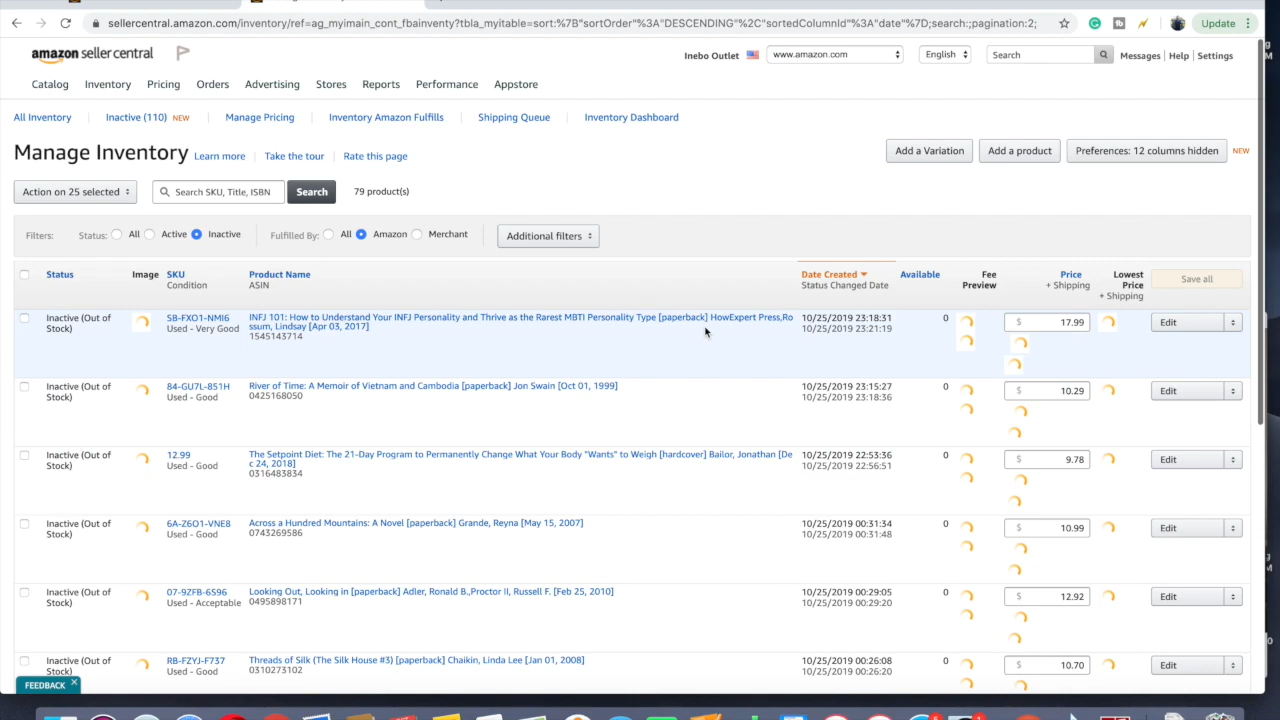 sellercentral.amazon.com/inventory/ref=ag_myimain_cont_fbainventy?tbla_myitable=sort:%7B"sortOrder"%3A"DESCENDING"%2C"sortedColumnId"%3A"date"%7D;search:;pagination:2;
Update
amazon seller central
Inebo Outlet
www.amazon.com
English
Search
Messages | Help | Settings
Catalog Inventory Pricing Orders Advertising Stores Reports Performance Appstore
All Inventory Inactive (110) NEW Manage Pricing Inventory Amazon Fulfills Shipping Queue Inventory Dashboard
Manage Inventory Learn more | Take the tour | Rate this page
Add a Variation Add a product Preferences: 12 columns hidden NEW
Action on 25 selected Search SKU, Title, ISBN Search 79 product(s)
Filters: Status: All Active Inactive Fulfilled By: All Amazon Merchant Additional filters
Status Image SKU Product Name Date Created Available Fee Price Lowest Save all
Condition ASIN Status Changed Date Preview + Shipping Price
+ Shipping
Inactive (Out of SB-FXO1-NMI6 INFJ 101: How to Understand Your INFJ Personality and Thrive as the Rarest MBTI Personality Type [paperback] HowExpert Press,Ro 10/25/2019 23:18:31 0 $ 17.99 Edit
Stock) Used - Very Good ssum, Lindsay [Apr 03, 2017] 10/25/2019 23:21:19
1545143714
Inactive (Out of 84-GU7L-851H River of Time: A Memoir of Vietnam and Cambodia [paperback] Jon Swain [Oct 01, 1999] 10/25/2019 23:15:27 0 $ 10.29 Edit
Stock) Used - Good 0425168050 10/25/2019 23:18:36
Inactive (Out of 12.99 The Setpoint Diet: The 21-Day Program to Permanently Change What Your Body "Wants" to Weigh [hardcover] Bailor, Jonathan [De 10/25/2019 22:53:36 0 $ 9.78 Edit
Stock) Used - Good c 24, 2018] 10/25/2019 22:56:51
0316483834
Inactive (Out of 6A-Z6O1-VNE8 Across a Hundred Mountains: A Novel [paperback] Grande, Reyna [May 15, 2007] 10/25/2019 00:31:34 0 $ 10.99 Edit
Stock) Used - Good 0743269586 10/25/2019 00:31:48
Inactive (Out of 07-9ZFB-6S96 Looking Out, Looking in [paperback] Adler, Ronald B.,Proctor II, Russell F. [Feb 25, 2010] 10/25/2019 00:29:05 0 $ 12.92 Edit
Stock) Used - Acceptable 0495898171 10/25/2019 00:29:20
Inactive (Out of RB-FZYJ-F737 Threads of Silk (The Silk House #3) [paperback] Chaikin, Linda Lee [Jan 01, 2008] 10/25/2019 00:26:08 0 $ 10.70 Edit
Stock) Used - Good 0310273102 10/25/2019 00:26:20
FEEDBACK